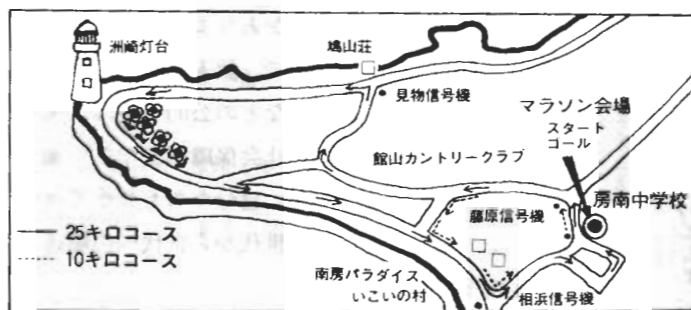 洲崎灯台
鳩山荘
見物信号機
マラソン会場
スタート
ゴール
館山カントリークラブ
房南中学校
藤原信号機
25キロコース
10キロコース
南房パラダイス
いこいの村
相浜信号機